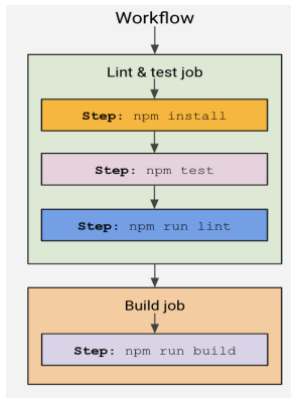 Workflow
Lint & test job
Step: npm install
Step: npm test
Step: npm run lint
Build job
Step: npm run build